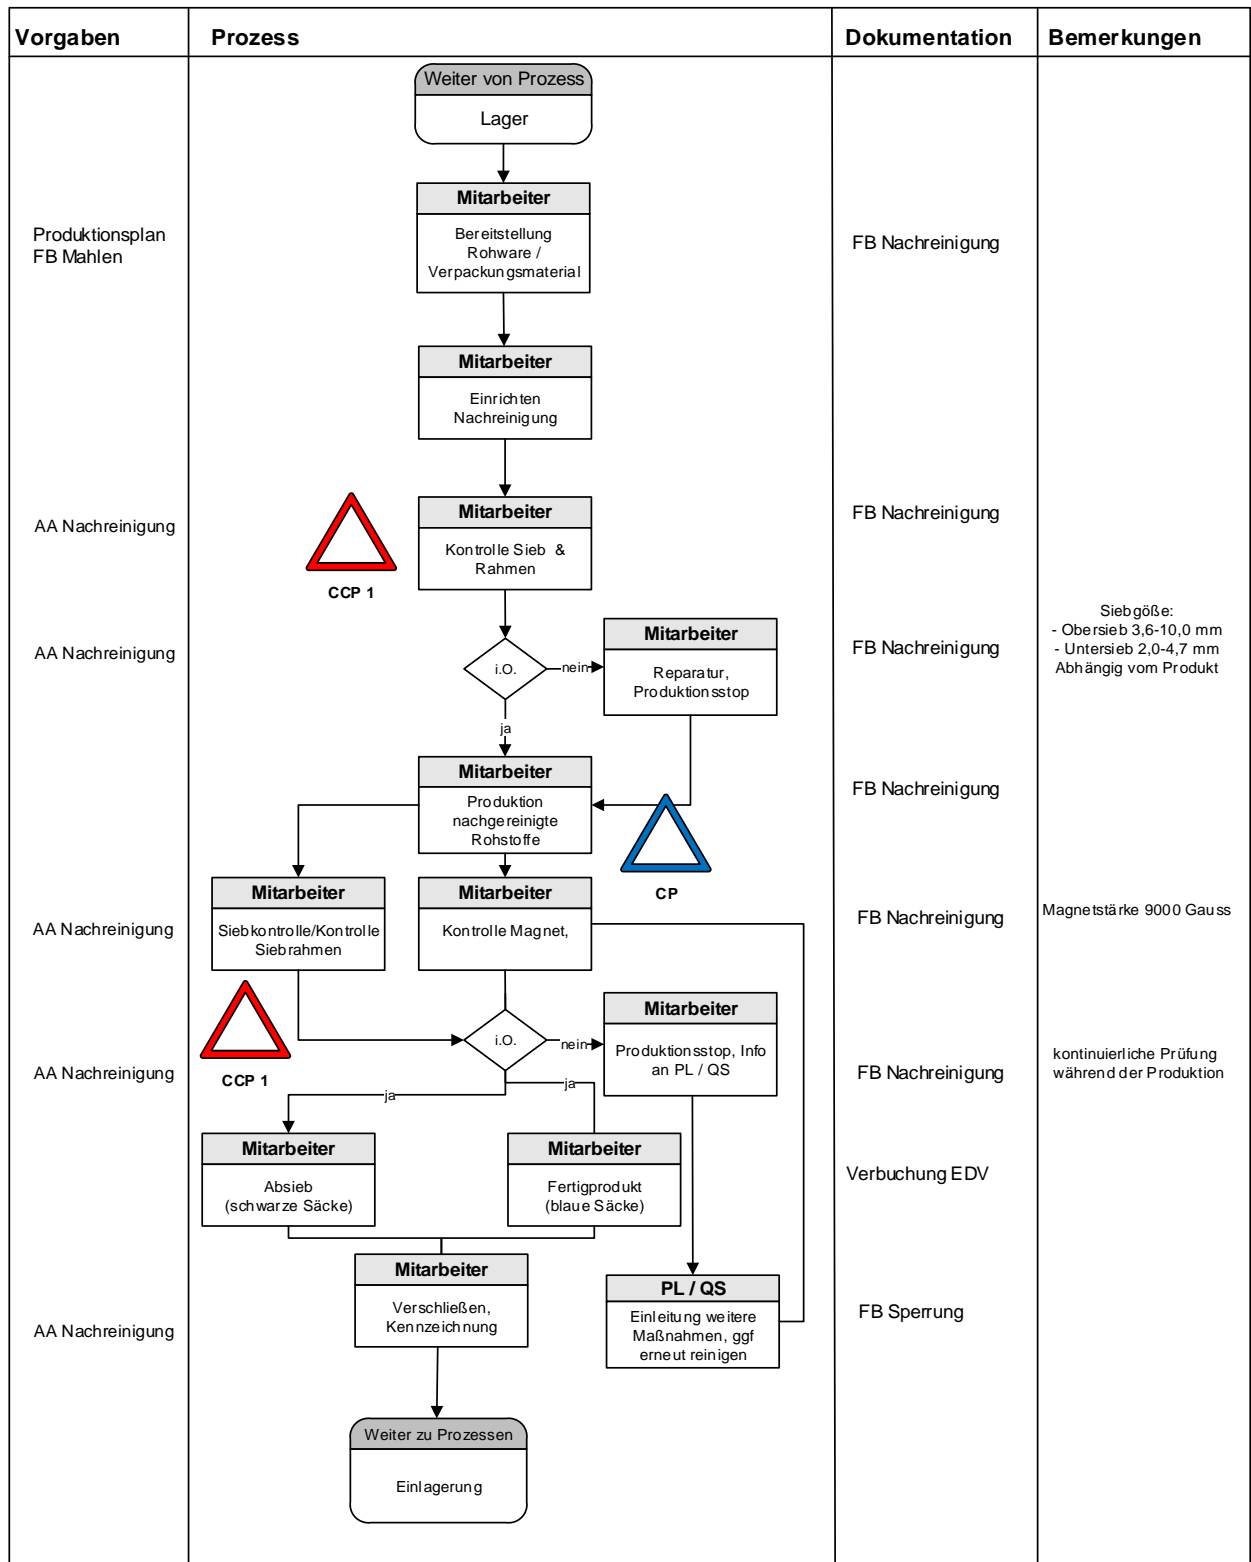 Vorgaben
Prozess
Dokumentation
Bemerkungen
Weiter von Prozess
Lager
Mitarbeiter
Produktionsplan
FB Mahlen
Bereitstellung
Rohware /
Verpackungsmaterial
FB Nachreinigung
Mitarbeiter
Einrichten
Nachreinigung
AA Nachreinigung
CCP 1
Mitarbeiter
Kontrolle Sieb &
Rahmen
FB Nachreinigung
AA Nachreinigung
i.O.
nein
ja
Mitarbeiter
Reparatur,
Produktionsstop
FB Nachreinigung
Siebgöße:
- Obersieb 3,6-10,0 mm
- Untersieb 2,0-4,7 mm
Abhängig vom Produkt
Mitarbeiter
Produktion
nachgereinigte
Rohstoffe
CP
FB Nachreinigung
AA Nachreinigung
Mitarbeiter
Siebkontrolle/Kontrolle
Siebrahmen
Mitarbeiter
Kontrolle Magnet,
FB Nachreinigung
Magnetstärke 9000 Gauss
AA Nachreinigung
CCP 1
i.O.
nein
ja
ja
Mitarbeiter
Produktionsstop, Info
an PL / QS
FB Nachreinigung
kontinuierliche Prüfung
während der Produktion
Mitarbeiter
Absieb
(schwarze Säcke)
Mitarbeiter
Fertigprodukt
(blaue Säcke)
Verbuchung EDV
AA Nachreinigung
Mitarbeiter
Verschließen,
Kennzeichnung
PL / QS
Einleitung weitere
Maßnahmen, ggf
erneut reinigen
FB Sperrung
Weiter zu Prozessen
Einlagerung